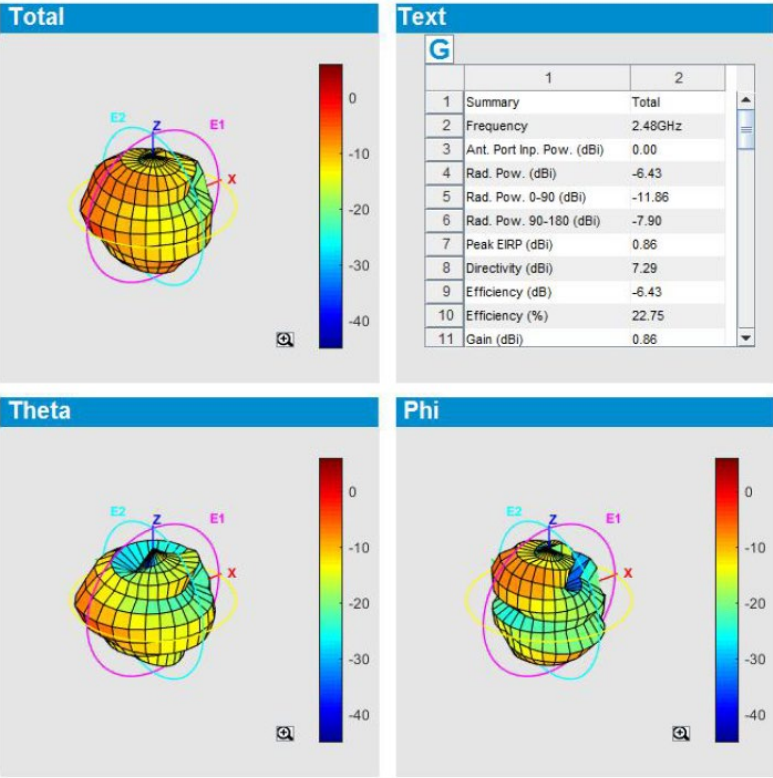 Total
E2
Z
E1
X
0
-10
-20
-30
-40
Text
G
1 2
1 Summary Total
2 Frequency 2.48GHz
3 Ant. Port Inp. Pow. (dBi) 0.00
4 Rad. Pow. (dBi) -6.43
5 Rad. Pow. 0-90 (dBi) -11.86
6 Rad. Pow. 90-180 (dBi) -7.90
7 Peak EIRP (dBi) 0.86
8 Directivity (dBi) 7.29
9 Efficiency (dB) -6.43
10 Efficiency (%) 22.75
11 Gain (dBi) 0.86
Theta
E2
Z
E1
X
0
-10
-20
-30
-40
Phi
E2
Z
E1
X
0
-10
-20
-30
-40